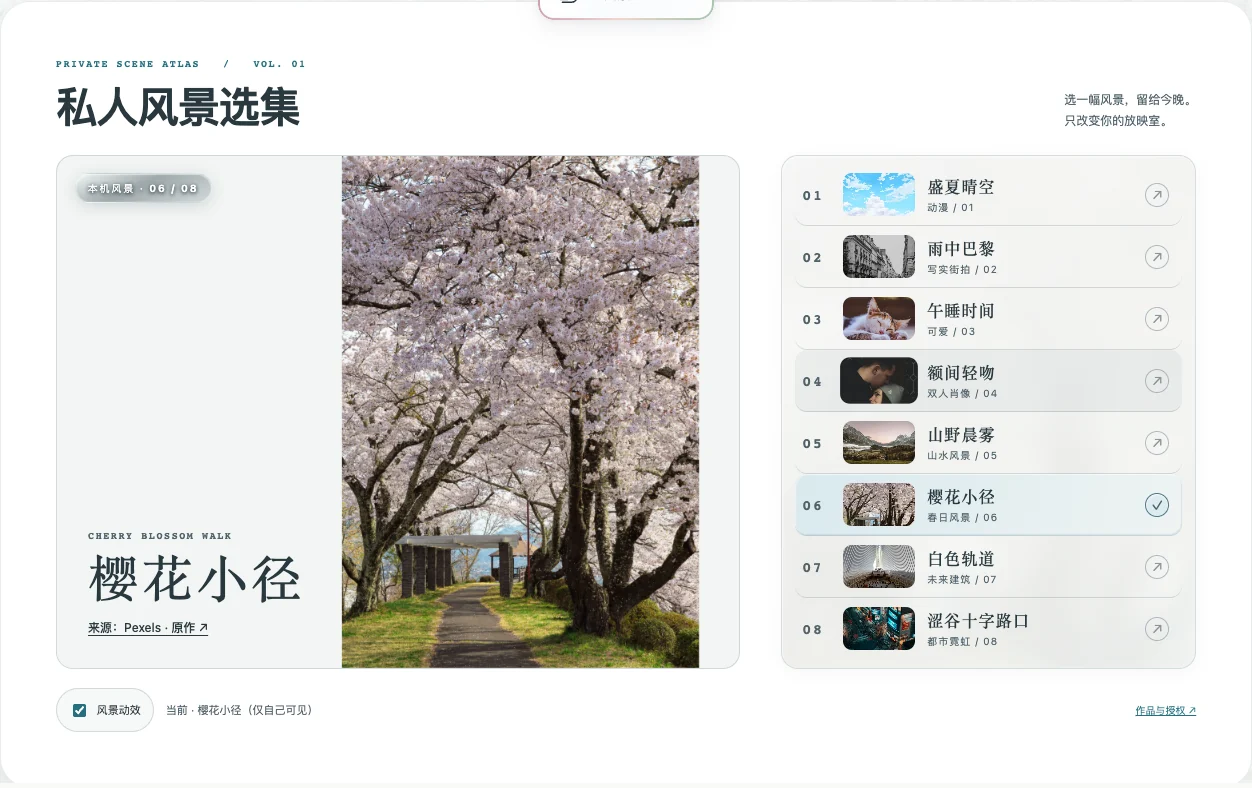 PRIVATE SCENE ATLAS / VOL. 01
私人风景选集
选一幅风景，留给今晚。
只改变你的放映室。
本机风景 · 06 / 08
CHERRY BLOSSOM WALK
樱花小径
来源：Pexels · 原作 ↗
01
盛夏晴空
动漫 / 01
02
雨中巴黎
写实街拍 / 02
03
午睡时间
可爱 / 03
04
额间轻吻
双人肖像 / 04
05
山野晨雾
山水风景 / 05
06
樱花小径
春日风景 / 06
07
白色轨道
未来建筑 / 07
08
涩谷十字路口
都市霓虹 / 08
风景动效
当前 · 樱花小径（仅自己可见）
作品与授权 ↗